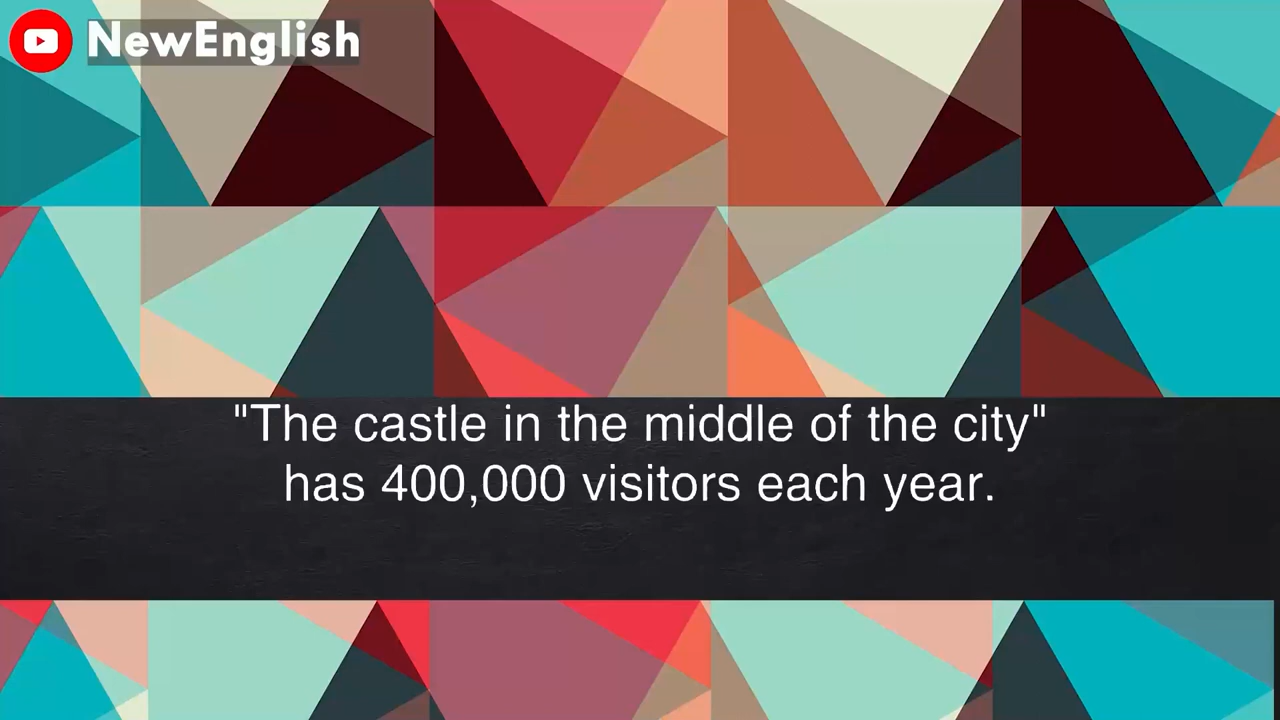 NewEnglish
"The castle in the middle of the city"
has 400,000 visitors each year.